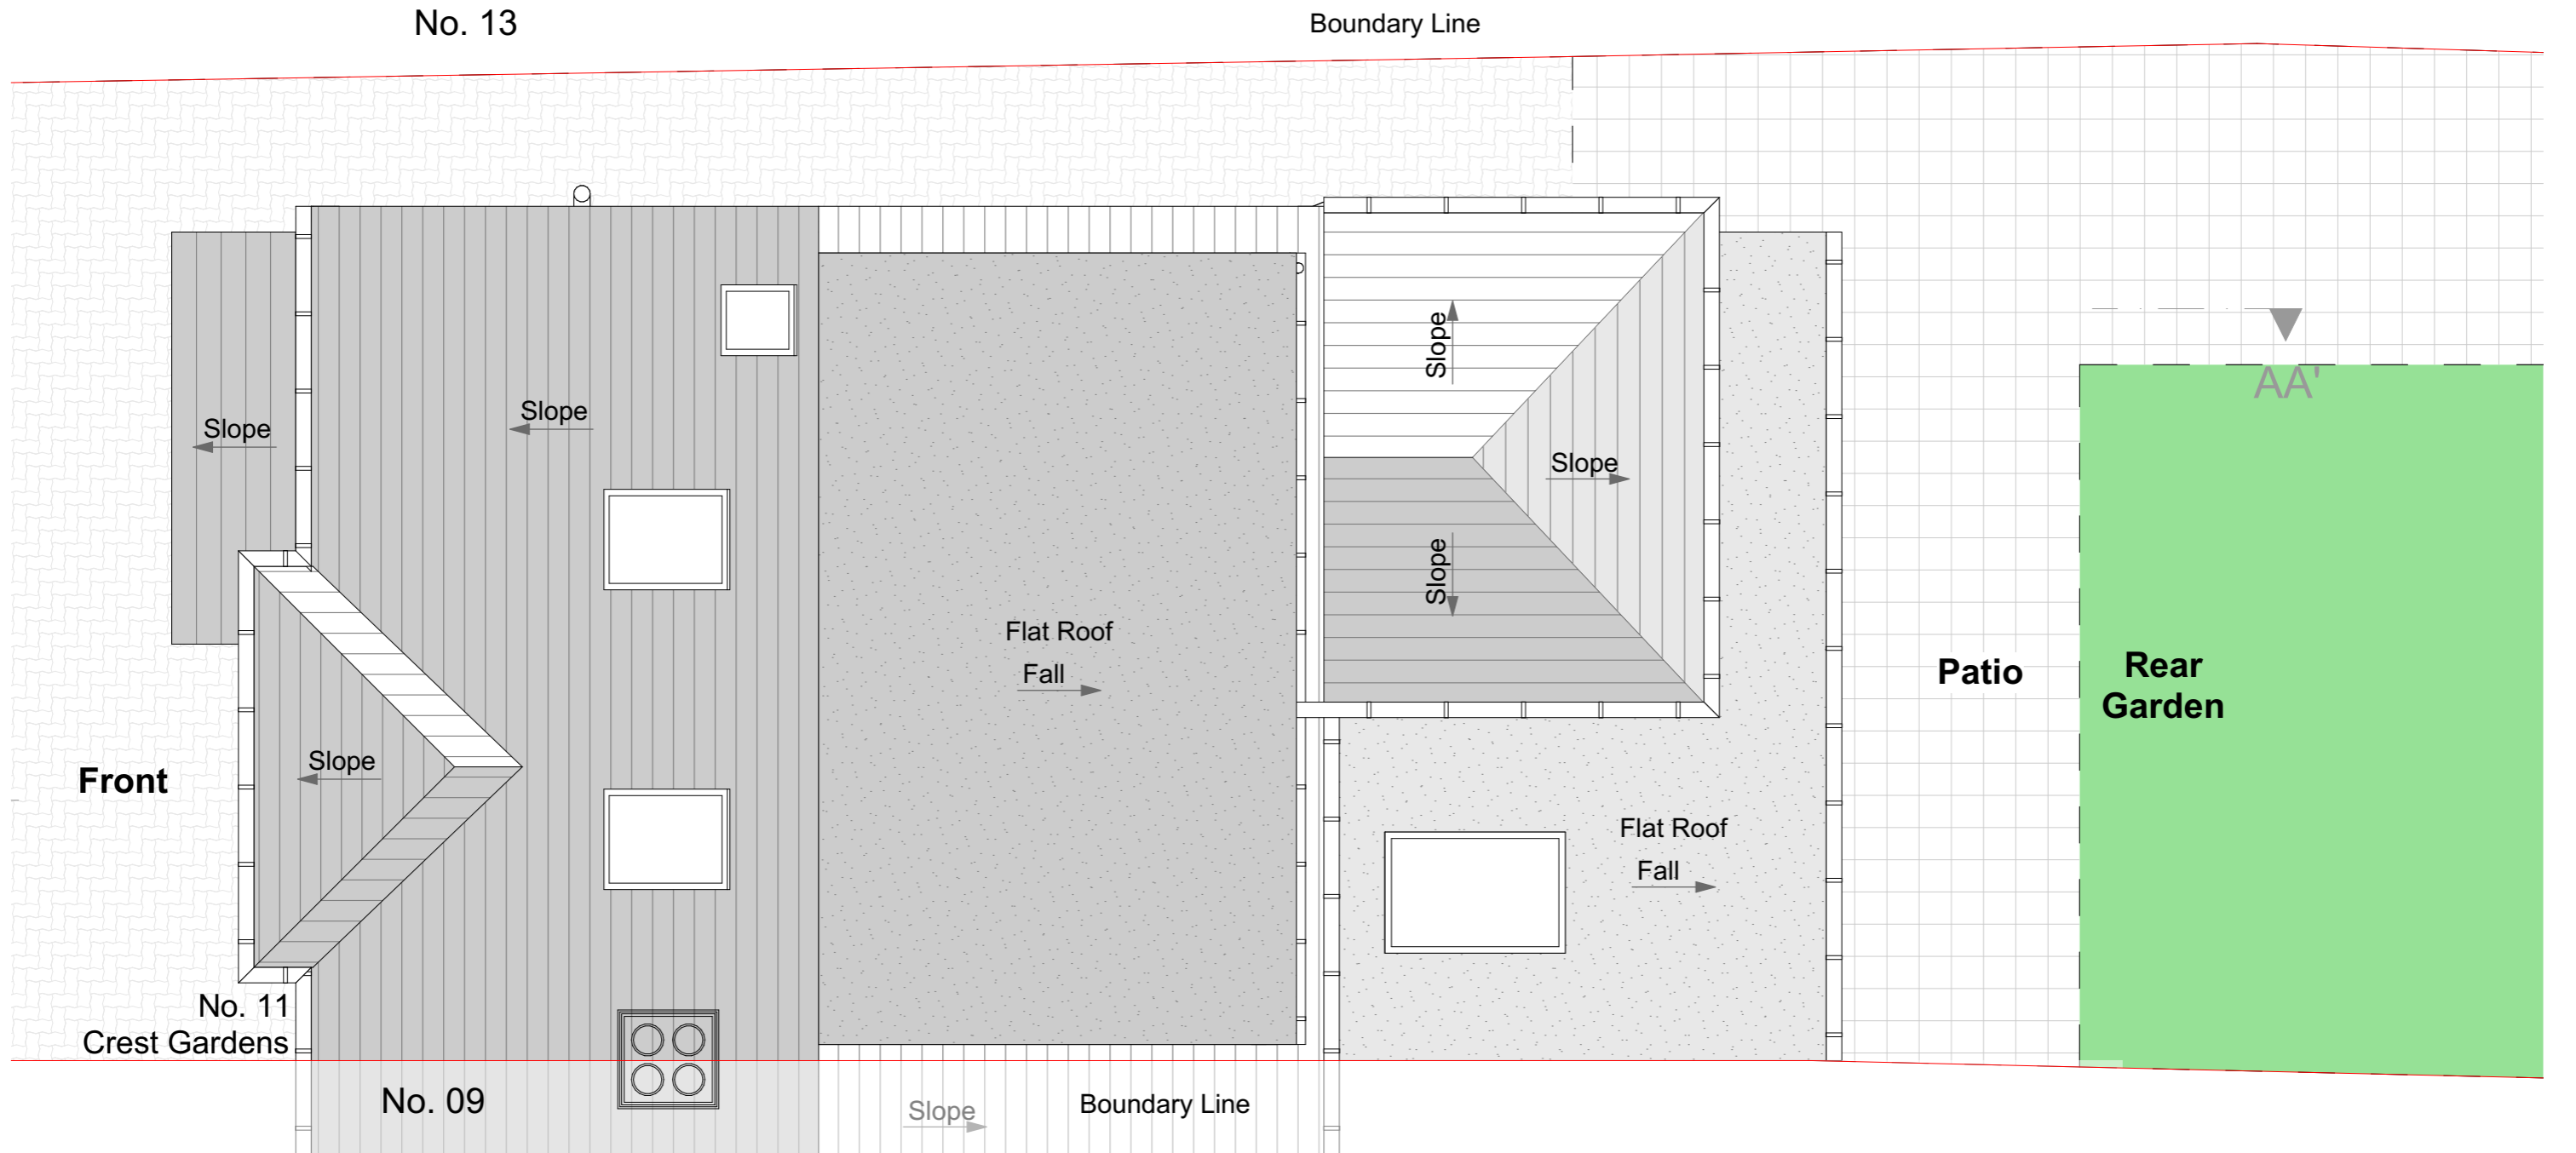 No. 13
Boundary Line
Slope
Slope
Slope
Slope
Slope
Slope
AA'
Flat Roof
Fall
Patio
Rear
Garden
Front
Flat Roof
Fall
No. 11
Crest Gardens
No. 09
Slope
Boundary Line